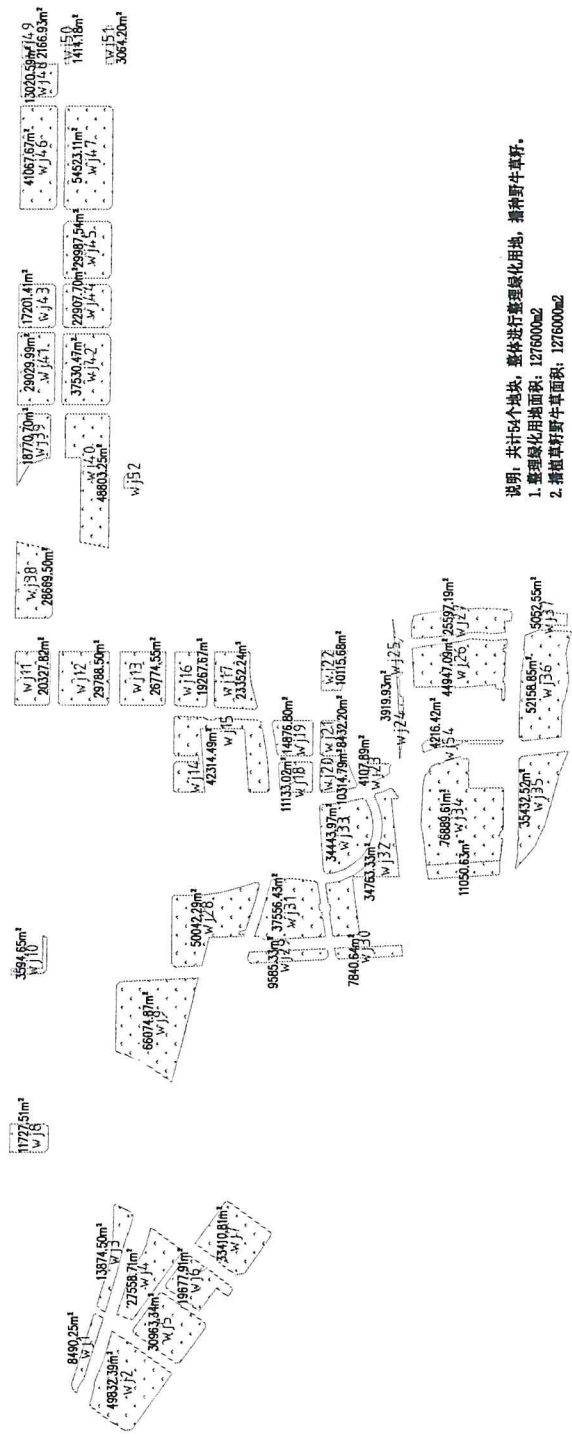 8490.25m²
wj1
49832.39m²
wj2
13874.50m²
wj3
27558.71m²
wj4
30963.34m²
wj5
19677.91m²
wj6
33410.81m²
wj7
11727.51m²
wj8
66074.87m²
wj9
3594.65m²
wj10
20327.82m²
wj11
29788.50m²
wj12
26774.55m²
wj13
wj14
42314.49m²
wj15
19267.67m²
wj16
23352.24m²
wj17
11133.02m²
wj18
14876.80m²
wj19
10314.79m²
wj20
8432.20m²
wj21
10115.68m²
wj22
4107.89m²
wj23
3919.93m²
wj24
wj25
44947.09m²
wj26
25597.19m²
wj27
50042.29m²
wj28
9585.33m²
wj29
7840.64m²
wj30
37556.43m²
wj31
34763.33m²
wj32
34443.97m²
wj33
76889.61m²
wj34
11050.63m²
35432.52m²
wj35
52158.85m²
wj36
5052.55m²
wj37
4216.42m²
wj54
28669.50m²
wj38
18770.70m²
wj39
wj40
48803.25m²
29029.99m²
wj41
37530.47m²
wj42
17201.41m²
wj43
22907.70m²
wj44
29987.54m²
wj45
41067.67m²
wj46
54523.11m²
wj47
13020.59m²
wj48
wj49
2166.93m²
wj50
1414.18m²
wj51
3064.20m²
wj52
说明：共计54个地块，整体进行整理绿化用地，播种野牛草籽。
1.整理绿化用地面积：1276000m2
2.播植草籽野牛草面积：1276000m2